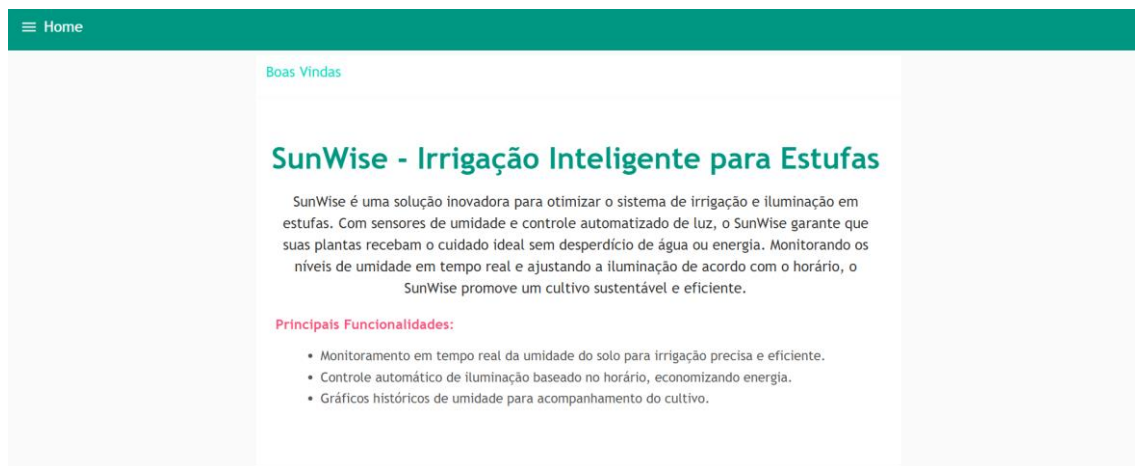 Home
Boas Vindas
SunWise - Irrigação Inteligente para Estufas
SunWise é uma solução inovadora para otimizar o sistema de irrigação e iluminação em
estufas. Com sensores de umidade e controle automatizado de luz, o SunWise garante que
suas plantas recebam o cuidado ideal sem desperdício de água ou energia. Monitorando os
níveis de umidade em tempo real e ajustando a iluminação de acordo com o horário, o
SunWise promove um cultivo sustentável e eficiente.
Principais Funcionalidades:
• Monitoramento em tempo real da umidade do solo para irrigação precisa e eficiente.
• Controle automático de iluminação baseado no horário, economizando energia.
• Gráficos históricos de umidade para acompanhamento do cultivo.